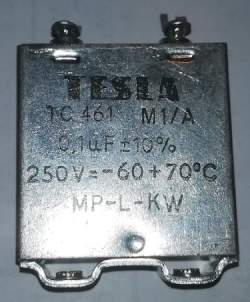 TESLA
TC 461 M1/A
0,1µF ±10%
250V= -60+70°C
MP-L-KW